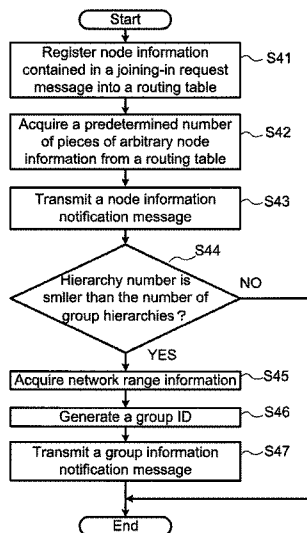 Start
Register node information
contained in a joining-in request
message into a routing table
S41
Acquire a predetermined number
of pieces of arbitrary node
information from a routing table
S42
Transmit a node information
notification message
S43
S44
Hierarchy number is
smller than the number of
group hierarchies?
NO
YES
Acquire network range information
S45
Generate a group ID
S46
Transmit a group information
notification message
S47
End